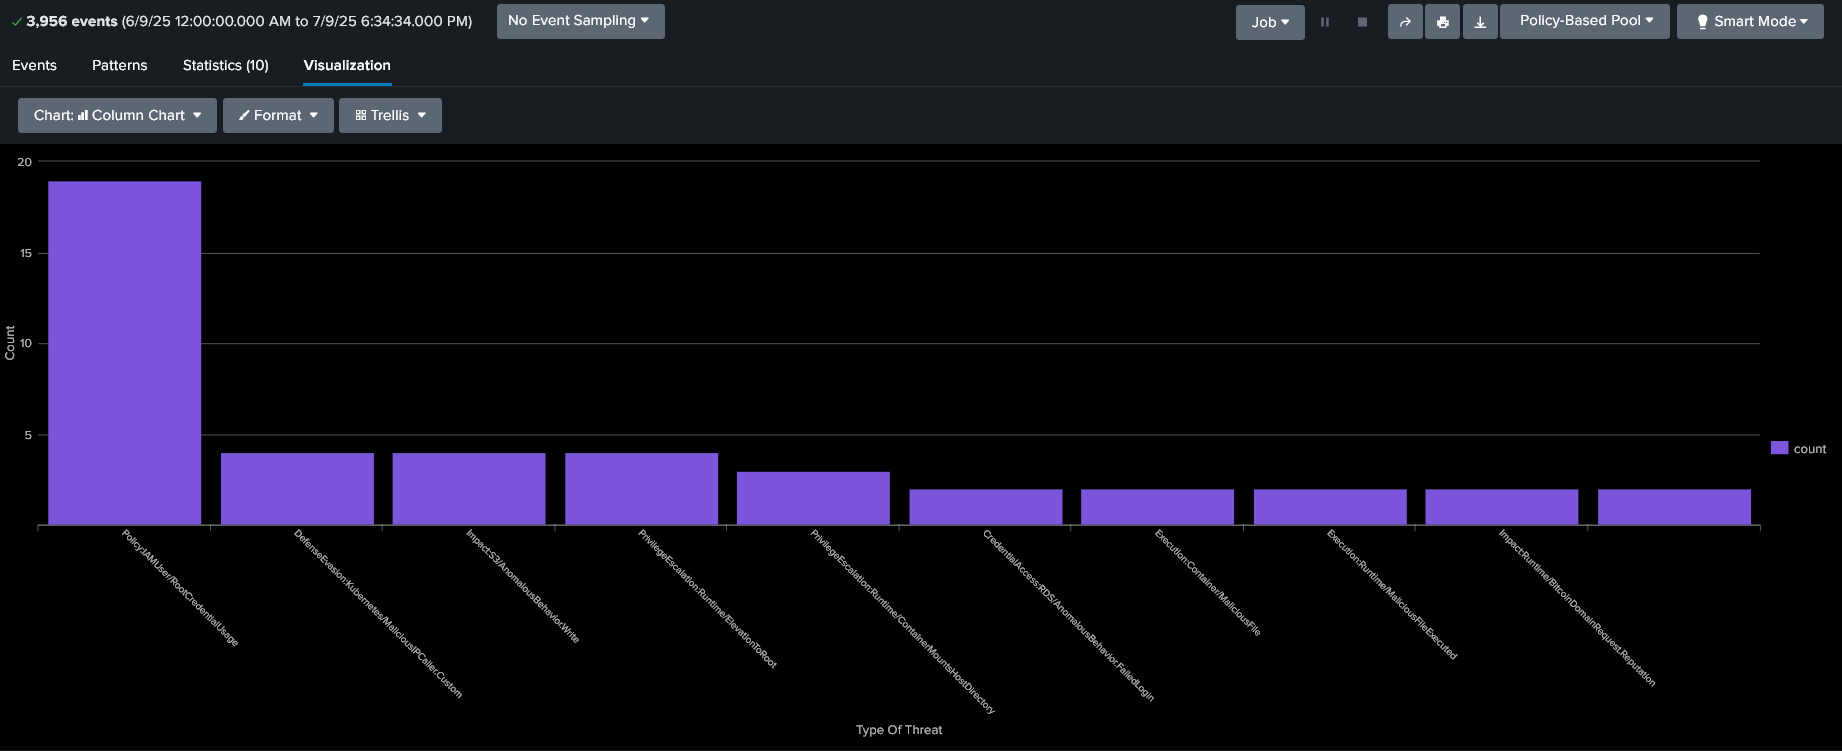 3,956 events (6/9/25 12:00:00.000 AM to 7/9/25 6:34:34.000 PM)
No Event Sampling
Job
Policy-Based Pool
Smart Mode
Events
Patterns
Statistics (10)
Visualization
Chart: Column Chart
Format
Trellis
20
15
10
5
Count
count
Policy:IAMUser/RootCredentialUsage
DefenseEvasion:Kubernetes/MaliciousIPCaller.Custom
Impact:S3/AnomalousBehavior.Write
PrivilegeEscalation:Runtime/ElevationToRoot
PrivilegeEscalation:Runtime/ContainerMountsHostDirectory
CredentialAccess:RDS/AnomalousBehavior.FailedLogin
Execution:Container/MaliciousFile
Execution:Runtime/MaliciousFileExecuted
Impact:Runtime/BitcoinDomainRequest.Reputation
Type Of Threat